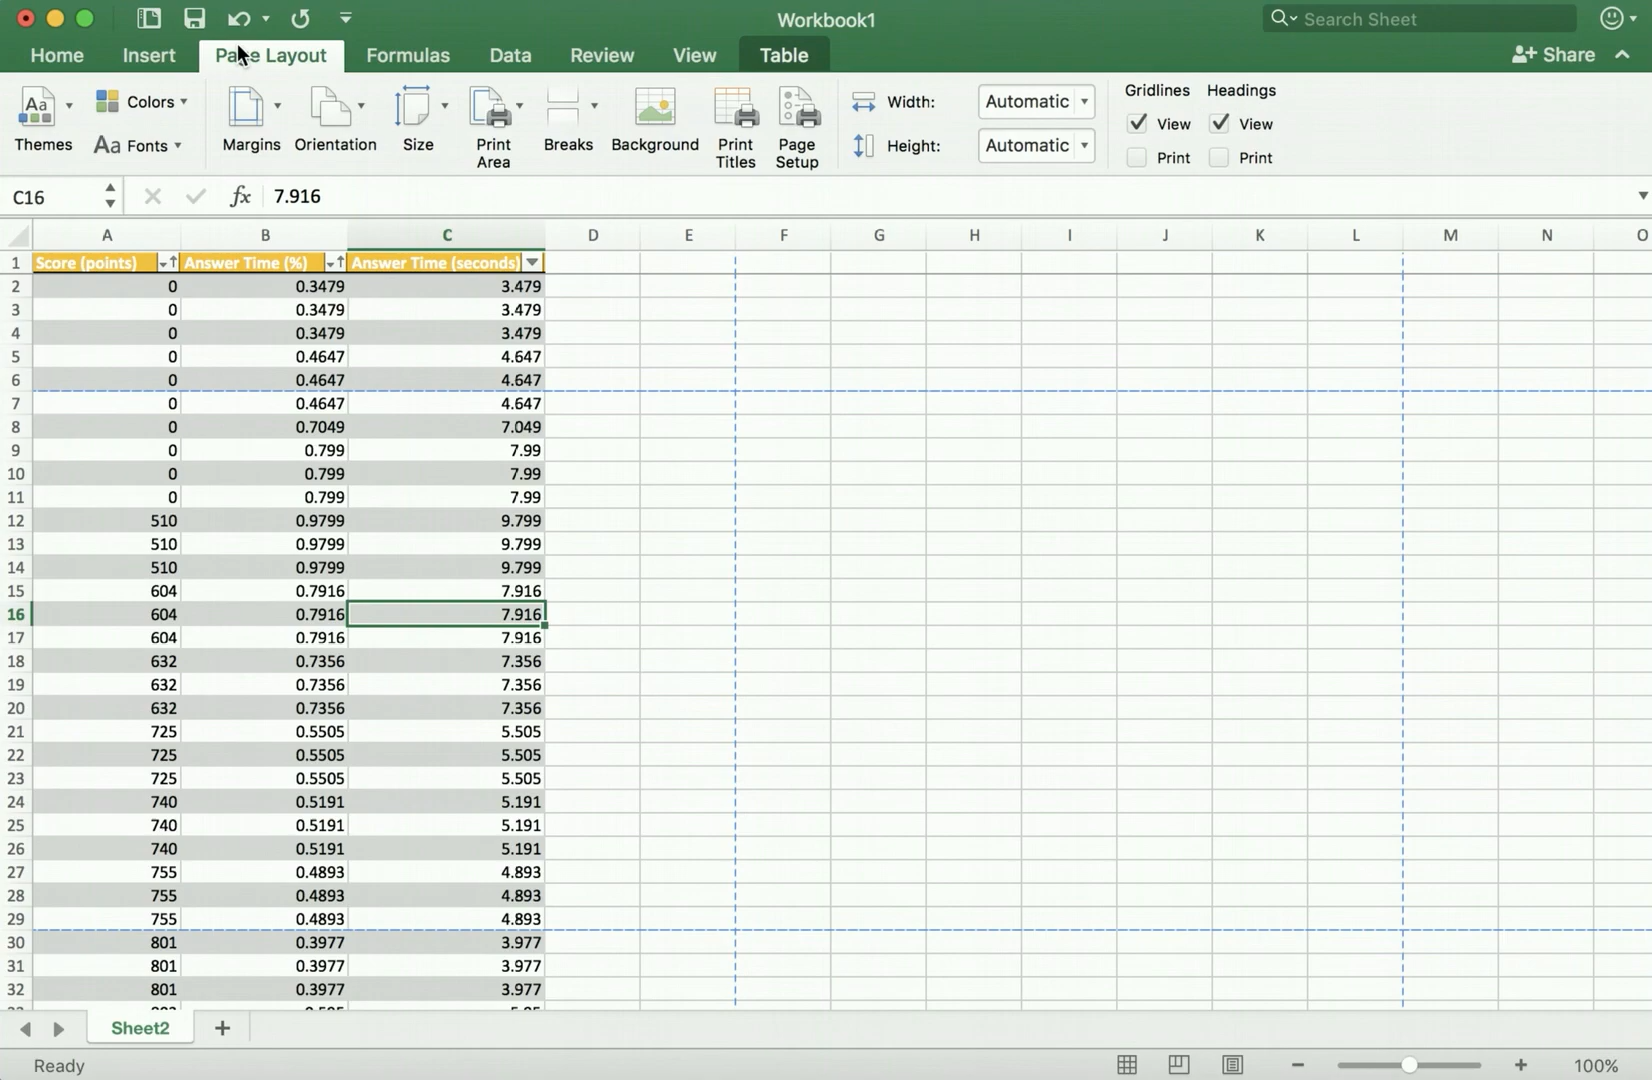 Workbook1
Search Sheet
Home Insert Page Layout Formulas Data Review View Table Share
Themes Colors Fonts Margins Orientation Size Print Area Breaks Background Print Titles Page Setup
Width: Automatic
Height: Automatic
Gridlines Headings
View View
Print Print
C16 fx 7.916
A B C D E F G H I J K L M N O
1 Score (points) Answer Time (%) Answer Time (seconds)
2 0 0.3479 3.479
3 0 0.3479 3.479
4 0 0.3479 3.479
5 0 0.4647 4.647
6 0 0.4647 4.647
7 0 0.4647 4.647
8 0 0.7049 7.049
9 0 0.799 7.99
10 0 0.799 7.99
11 0 0.799 7.99
12 510 0.9799 9.799
13 510 0.9799 9.799
14 510 0.9799 9.799
15 604 0.7916 7.916
16 604 0.7916 7.916
17 604 0.7916 7.916
18 632 0.7356 7.356
19 632 0.7356 7.356
20 632 0.7356 7.356
21 725 0.5505 5.505
22 725 0.5505 5.505
23 725 0.5505 5.505
24 740 0.5191 5.191
25 740 0.5191 5.191
26 740 0.5191 5.191
27 755 0.4893 4.893
28 755 0.4893 4.893
29 755 0.4893 4.893
30 801 0.3977 3.977
31 801 0.3977 3.977
32 801 0.3977 3.977
Sheet2
Ready 100%